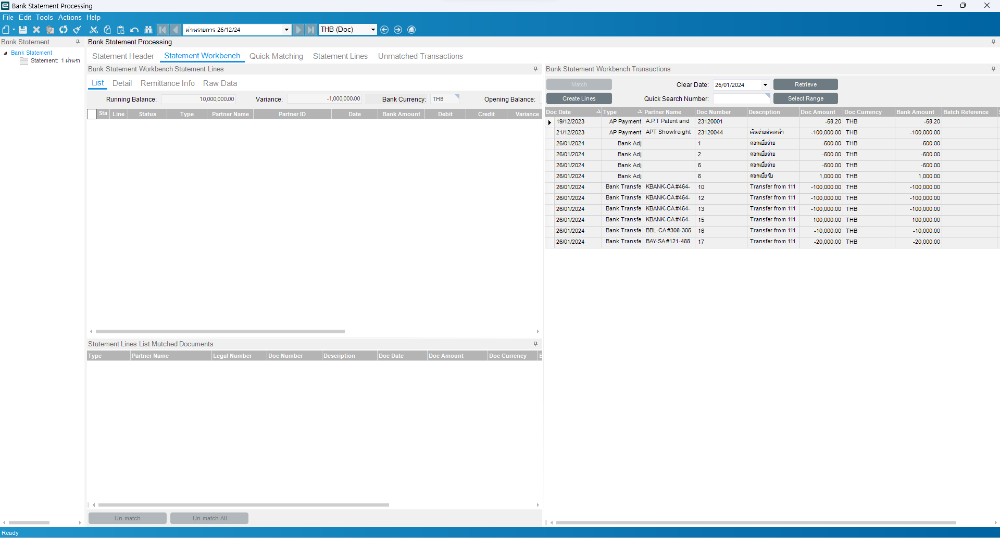 Bank Statement Processing
File Edit Tools Actions Help
ผ่านรายการ 26/12/24 THB (Doc)
Bank Statement
Bank Statement
Statement: 1 ผ่านรา
Bank Statement Processing
Statement Header Statement Workbench Quick Matching Statement Lines Unmatched Transactions
Bank Statement Workbench Statement Lines
List Detail Remittance Info Raw Data
Running Balance: 10,000,000.00 Variance: -1,000,000.00 Bank Currency: THB Opening Balance:
Sta Line Status Type Partner Name Partner ID Date Bank Amount Debit Credit Variance
Statement Lines List Matched Documents
Type Partner Name Legal Number Doc Number Description Doc Date Doc Amount Doc Currency
Un-match Un-match All
Bank Statement Workbench Transactions
Match Clear Date: 26/01/2024 Retrieve
Create Lines Quick Search Number: Select Range
Doc Date Type Partner Name Doc Number Description Doc Amount Doc Currency Bank Amount Batch Reference
19/12/2023 AP Payment A.P.T Patent and 23120001 -58.20 THB -58.20
21/12/2023 AP Payment APT Showfreight 23120044 เงินจ่ายล่วงหน้า -100,000.00 THB -100,000.00
26/01/2024 Bank Adj 1 ดอกเบี้ยจ่าย -500.00 THB -500.00
26/01/2024 Bank Adj 2 ดอกเบี้ยจ่าย -500.00 THB -500.00
26/01/2024 Bank Adj 5 ดอกเบี้ยจ่าย -500.00 THB -500.00
26/01/2024 Bank Adj 6 ดอกเบี้ยรับ 1,000.00 THB 1,000.00
26/01/2024 Bank Transfe KBANK-CA#464- 10 Transfer from 111 -100,000.00 THB -100,000.00
26/01/2024 Bank Transfe KBANK-CA#464- 12 Transfer from 111 -100,000.00 THB -100,000.00
26/01/2024 Bank Transfe KBANK-CA#464- 13 Transfer from 111 -100,000.00 THB -100,000.00
26/01/2024 Bank Transfe KBANK-CA#464- 15 Transfer from 111 100,000.00 THB 100,000.00
26/01/2024 Bank Transfe BBL-CA#308-305 16 Transfer from 111 -10,000.00 THB -10,000.00
26/01/2024 Bank Transfe BAY-SA#121-488 17 Transfer from 111 -20,000.00 THB -20,000.00
Ready